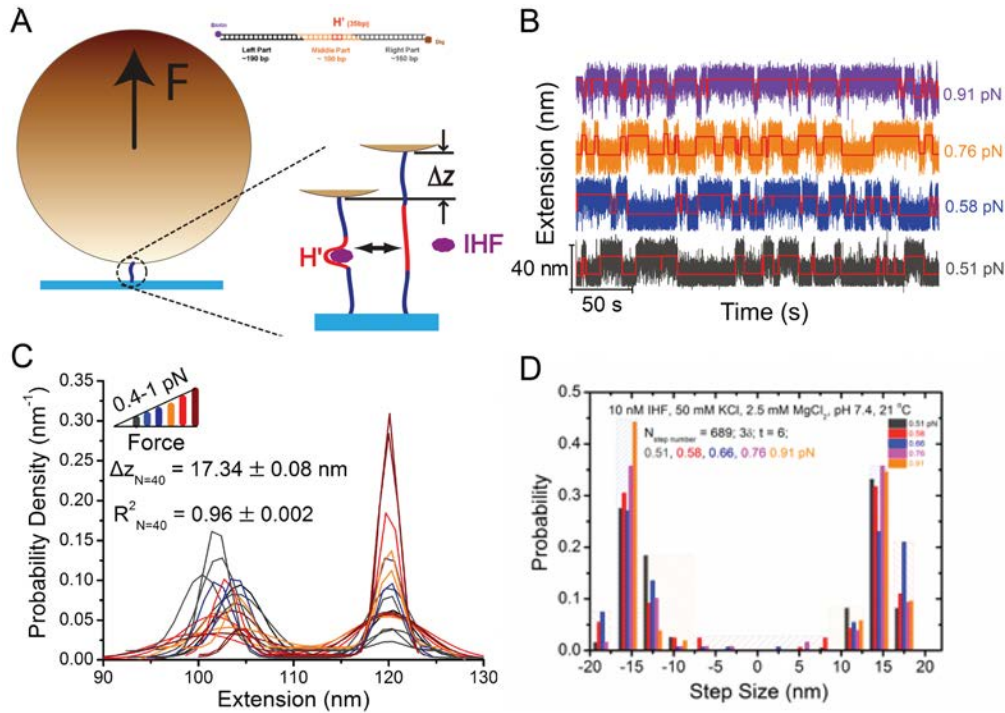 A
Biotin
H' (35bp)
Dig
Left Part
~190 bp
Middle Part
~ 100 bp
Right Part
~160 bp
F
Δz
H'
IHF
B
Extension (nm)
0.91 pN
0.76 pN
0.58 pN
0.51 pN
40 nm
50 s
Time (s)
C
0.4-1 pN
Force
Δz N=40 = 17.34 ± 0.08 nm
R² N=40 = 0.96 ± 0.002
Probability Density (nm⁻¹)
0.35
0.30
0.25
0.20
0.15
0.10
0.05
0.00
90
100
110
120
130
Extension (nm)
D
10 nM IHF, 50 mM KCl, 2.5 mM MgCl₂, pH 7.4, 21 °C
N step number = 689; 3δ; t = 6;
0.51, 0.58, 0.66, 0.76 0.91 pN
0.51 pN
0.58
0.66
0.76
0.91
Probability
0.5
0.4
0.3
0.2
0.1
0.0
-20
-15
-10
-5
0
5
10
15
20
Step Size (nm)